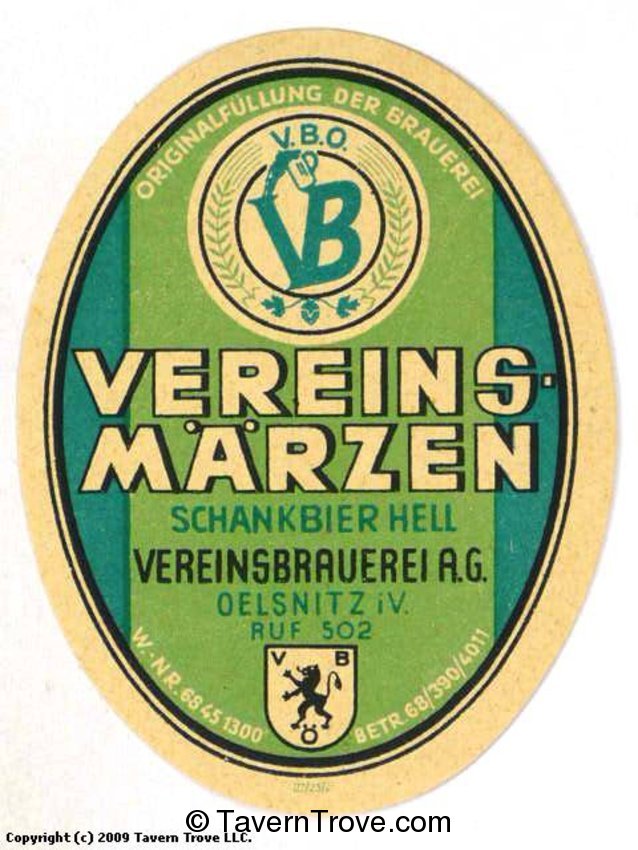 ORIGINALFÜLLUNG DER BRAUEREI
V.B.O.
VB
VEREINS-
MÄRZEN
SCHANKBIER HELL
VEREINSBRAUEREI A.G.
OELSNITZ i V.
RUF 502
V B
Ö
W.-NR. 68 45 1300
BETR. 68/390/4011
© TavernTrove.com
Copyright (c) 2009 Tavern Trove LLC.